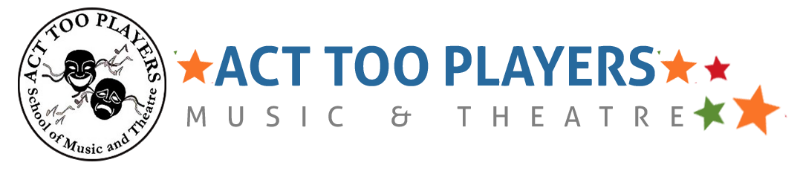 ACT TOO PLAYERS
School of Music and Theatre
ACT TOO PLAYERS
MUSIC & THEATRE